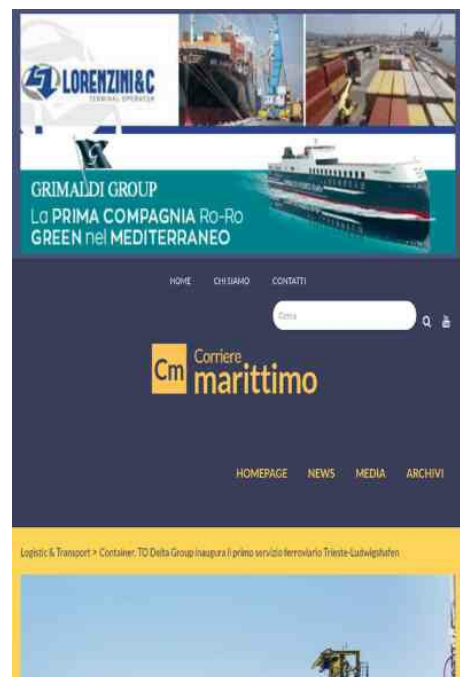 LORENZINI&C
TERMINAL OPERATOR
GRIMALDI GROUP
La PRIMA COMPAGNIA Ro-Ro
GREEN nel MEDITERRANEO
HOME CHI SIAMO CONTATTI
Cerca
Cm Corriere
marittimo
HOMEPAGE NEWS MEDIA ARCHIVI
Logistic & Transport > Container, TO Delta Group inaugura il primo servizio ferroviario Trieste-Ludwigshafen